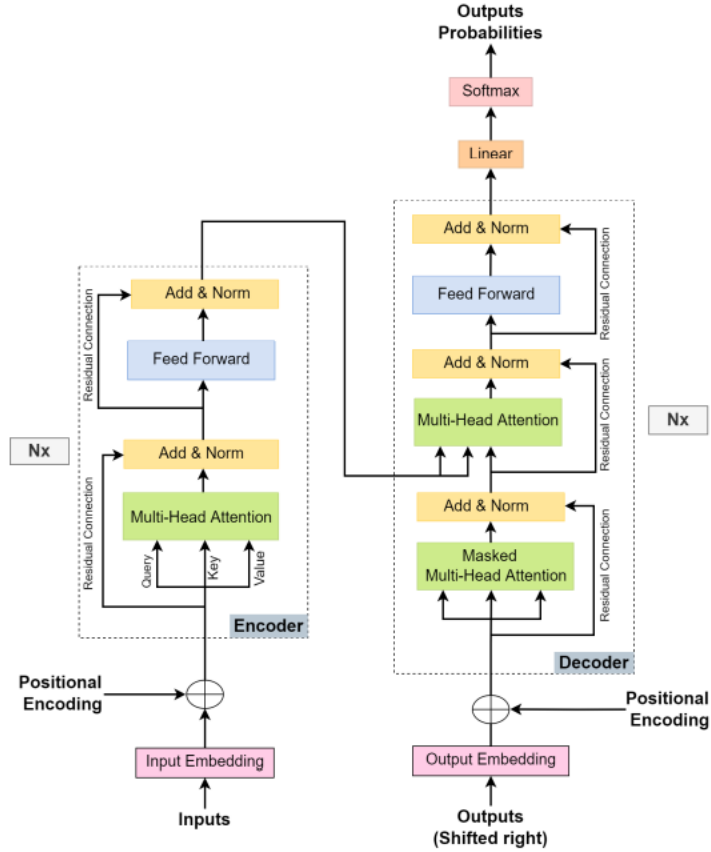 Outputs
Probabilities
Softmax
Linear
Add & Norm
Residual Connection
Feed Forward
Add & Norm
Residual Connection
Multi-Head Attention
Nx
Add & Norm
Residual Connection
Masked
Multi-Head Attention
Decoder
Positional
Encoding
Output Embedding
Outputs
(Shifted right)
Add & Norm
Residual Connection
Feed Forward
Nx
Add & Norm
Residual Connection
Multi-Head Attention
Query
Key
Value
Encoder
Positional
Encoding
Input Embedding
Inputs